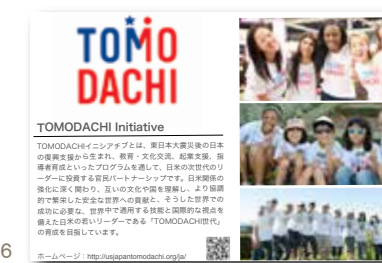 TOMO
DACHI
TOMODACHI Initiative
TOMODACHIイニシアチブとは、東日本大震災後の日本
の復興支援から生まれ、教育・文化交流、起業支援、指
導者育成といったプログラムを通して、日米の次世代のリ
ーダーに投資する官民パートナーシップです。日米関係の
強化に深く関わり、互いの文化や国を理解し、より協調
的で繁栄した安全な世界への貢献と、そうした世界での
成功に必要な、世界中で通用する技能と国際的な視点を
備えた日米の若いリーダーである「TOMODACHI世代」
の育成を目指しています。
ホームページ：http://usjapantomodachi.org/ja/
6